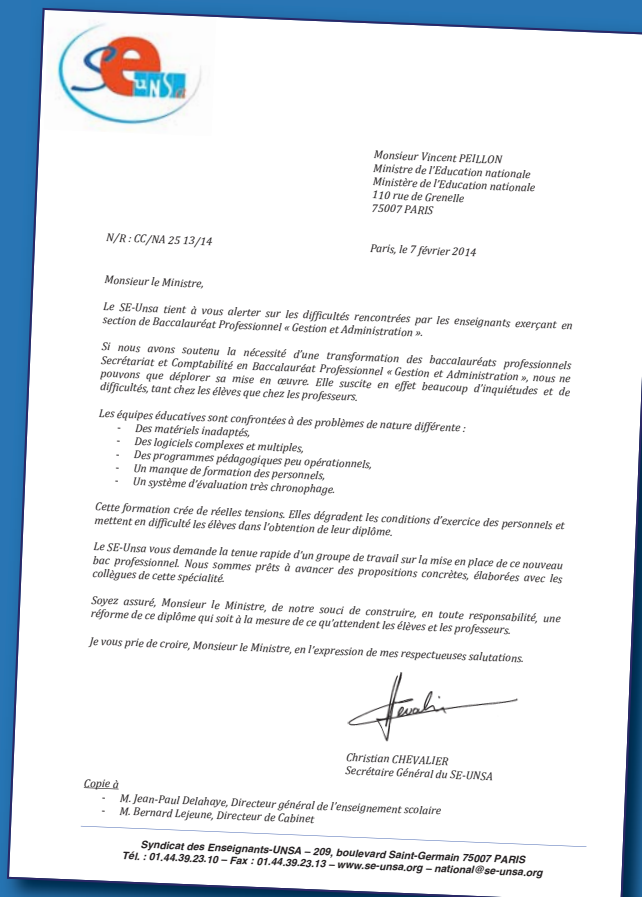 SE UNSA
Monsieur Vincent PEILLON
Ministre de l'Education nationale
Ministère de l'Education nationale
110 rue de Grenelle
75007 PARIS
N/R : CC/NA 25 13/14
Paris, le 7 février 2014
Monsieur le Ministre,
Le SE-Unsa tient à vous alerter sur les difficultés rencontrées par les enseignants exerçant en
section de Baccalauréat Professionnel « Gestion et Administration ».
Si nous avons soutenu la nécessité d'une transformation des baccalauréats professionnels
Secrétariat et Comptabilité en Baccalauréat Professionnel « Gestion et Administration », nous ne
pouvons que déplorer sa mise en œuvre. Elle suscite en effet beaucoup d'inquiétudes et de
difficultés, tant chez les élèves que chez les professeurs.
Les équipes éducatives sont confrontées à des problèmes de nature différente :
- Des matériels inadaptés,
- Des logiciels complexes et multiples,
- Des programmes pédagogiques peu opérationnels,
- Un manque de formation des personnels,
- Un système d'évaluation très chronophage.
Cette formation crée de réelles tensions. Elles dégradent les conditions d'exercice des personnels et
mettent en difficulté les élèves dans l'obtention de leur diplôme.
Le SE-Unsa vous demande la tenue rapide d'un groupe de travail sur la mise en place de ce nouveau
bac professionnel. Nous sommes prêts à avancer des propositions concrètes, élaborées avec les
collègues de cette spécialité.
Soyez assuré, Monsieur le Ministre, de notre souci de construire, en toute responsabilité, une
réforme de ce diplôme qui soit à la mesure de ce qu'attendent les élèves et les professeurs.
Je vous prie de croire, Monsieur le Ministre, en l'expression de mes respectueuses salutations.
Christian CHEVALIER
Secrétaire Général du SE-UNSA
Copie à
- M. Jean-Paul Delahaye, Directeur général de l'enseignement scolaire
- M. Bernard Lejeune, Directeur de Cabinet
Syndicat des Enseignants-UNSA – 209, boulevard Saint-Germain 75007 PARIS
Tél. : 01.44.39.23.10 – Fax : 01.44.39.23.13 – www.se-unsa.org – national@se-unsa.org